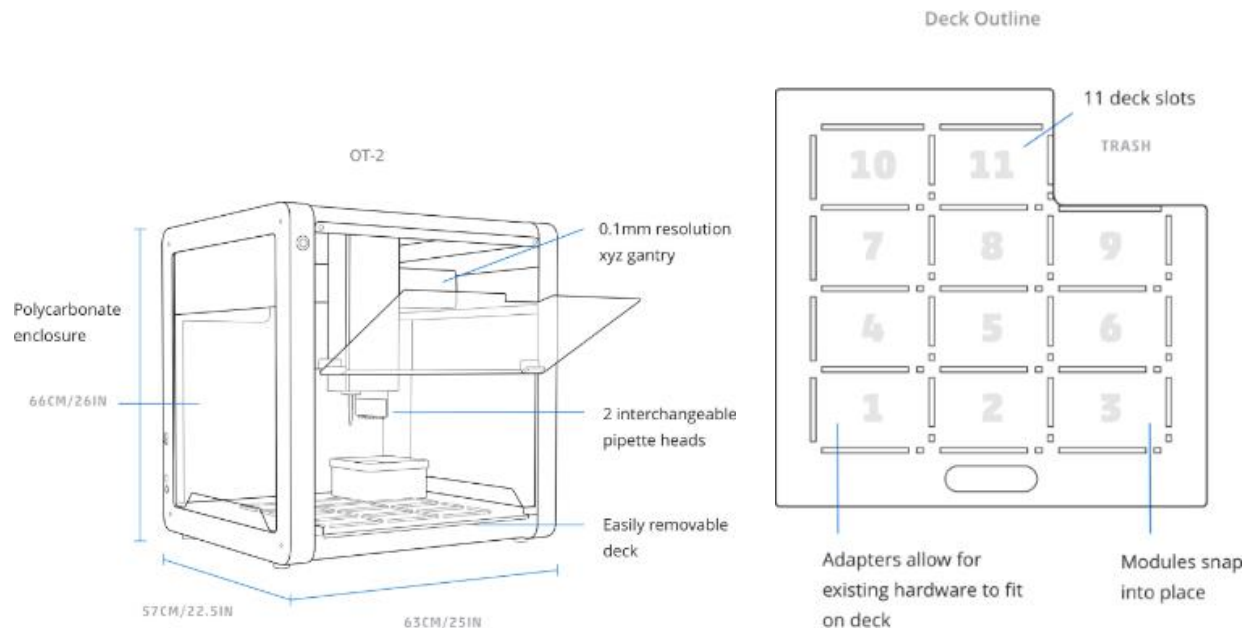 Deck Outline
OT-2
0.1mm resolution
xyz gantry
Polycarbonate
enclosure
66CM/26IN
2 interchangeable
pipette heads
Easily removable
deck
57CM/22.5IN
63CM/25IN
11 deck slots
TRASH
10 11
7 8 9
4 5 6
1 2 3
Adapters allow for
existing hardware to fit
on deck
Modules snap
into place